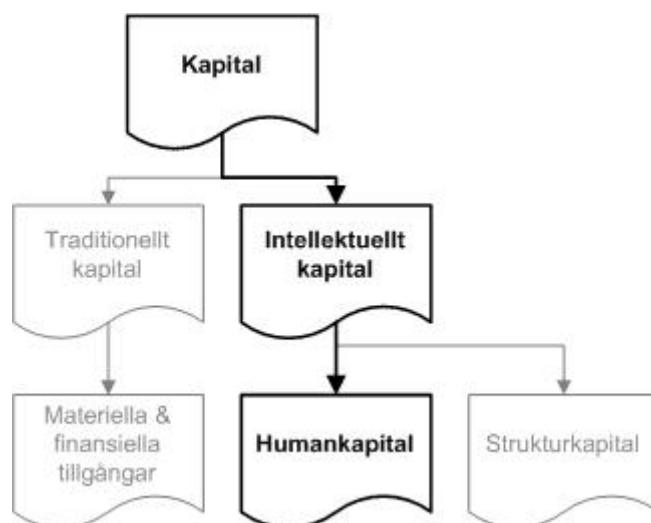 Kapital
Traditionellt
kapital
Intellektuellt
kapital
Materiella &
finansiella
tillgångar
Humankapital
Strukturkapital